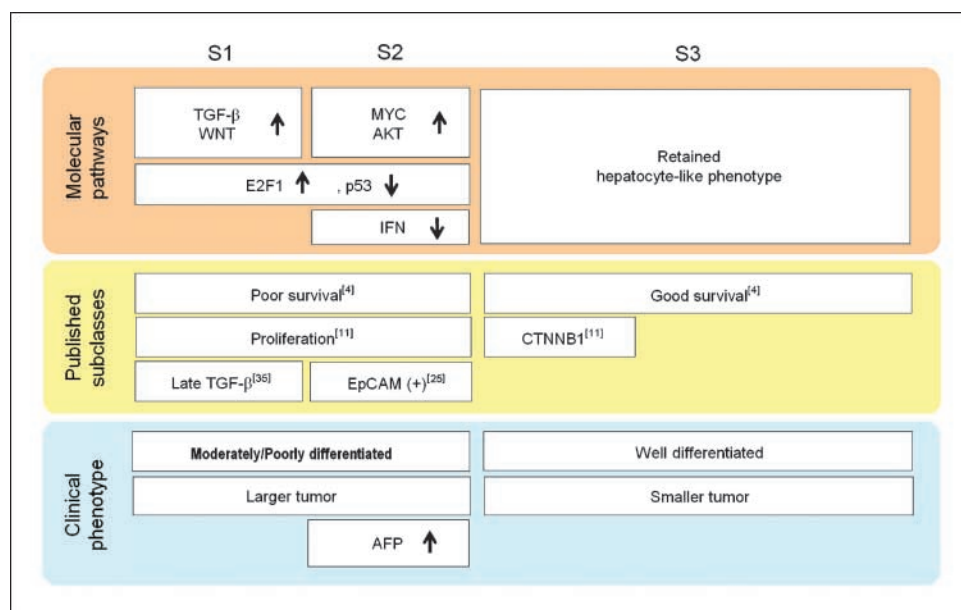 S1 S2 S3
Molecular
pathways
TGF-β
WNT
↑
MYC
AKT
↑
Retained
hepatocyte-like phenotype
E2F1 ↑ , p53 ↓
IFN ↓
Published
subclasses
Poor survival[4]
Good survival[4]
Proliferation[11]
CTNNB1[11]
Late TGF-β[35]
EpCAM (+)[25]
Clinical
phenotype
Moderately/Poorly differentiated
Well differentiated
Larger tumor
Smaller tumor
AFP ↑